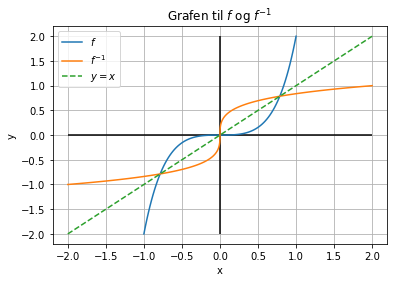 Grafen til f og f⁻¹
f
f⁻¹
y = x
2.0
1.5
1.0
0.5
0.0
−0.5
−1.0
−1.5
−2.0
y
−2.0 −1.5 −1.0 −0.5 0.0 0.5 1.0 1.5 2.0
x